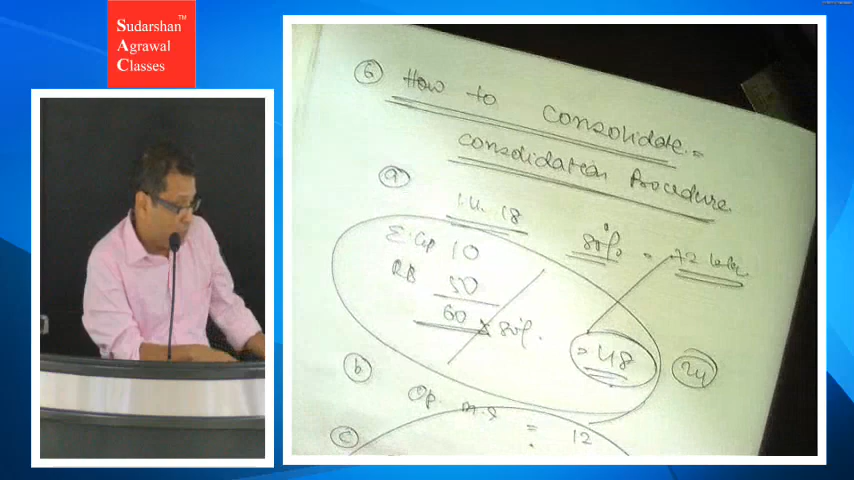 Sudarshan™
Agrawal
Classes
6 How to consolidate =
consolidation Procedure
a
1.4.18
E. Cap 10
80% = 72 lakh
RB 50
60 x 80%.
= 48
24
b
Op. M.I = 12
c